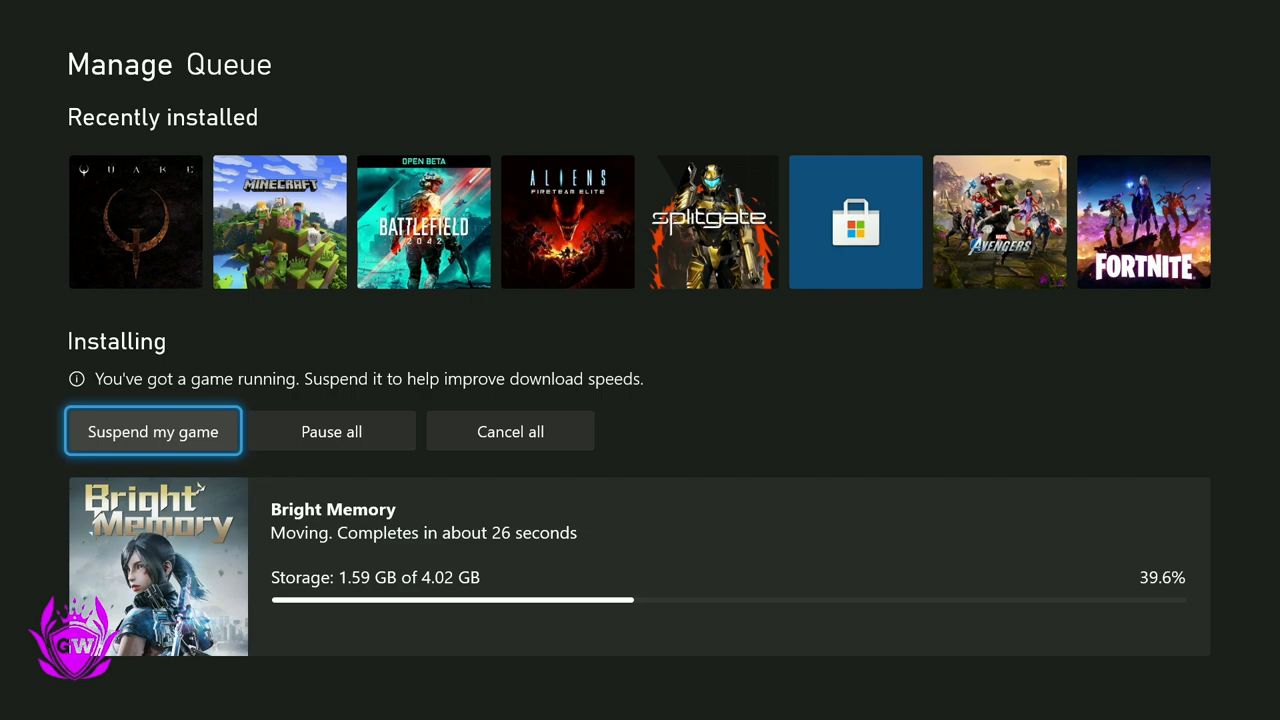 Manage Queue
Recently installed
QUAKE
MINECRAFT
OPEN BETA
BATTLEFIELD
2042
ALIENS
FIRETEAM ELITE
splitgate
MARVEL
AVENGERS
FORTNITE
Installing
You've got a game running. Suspend it to help improve download speeds.
Suspend my game
Pause all
Cancel all
Bright
Memory
Bright Memory
Moving. Completes in about 26 seconds
Storage: 1.59 GB of 4.02 GB
39.6%
GW